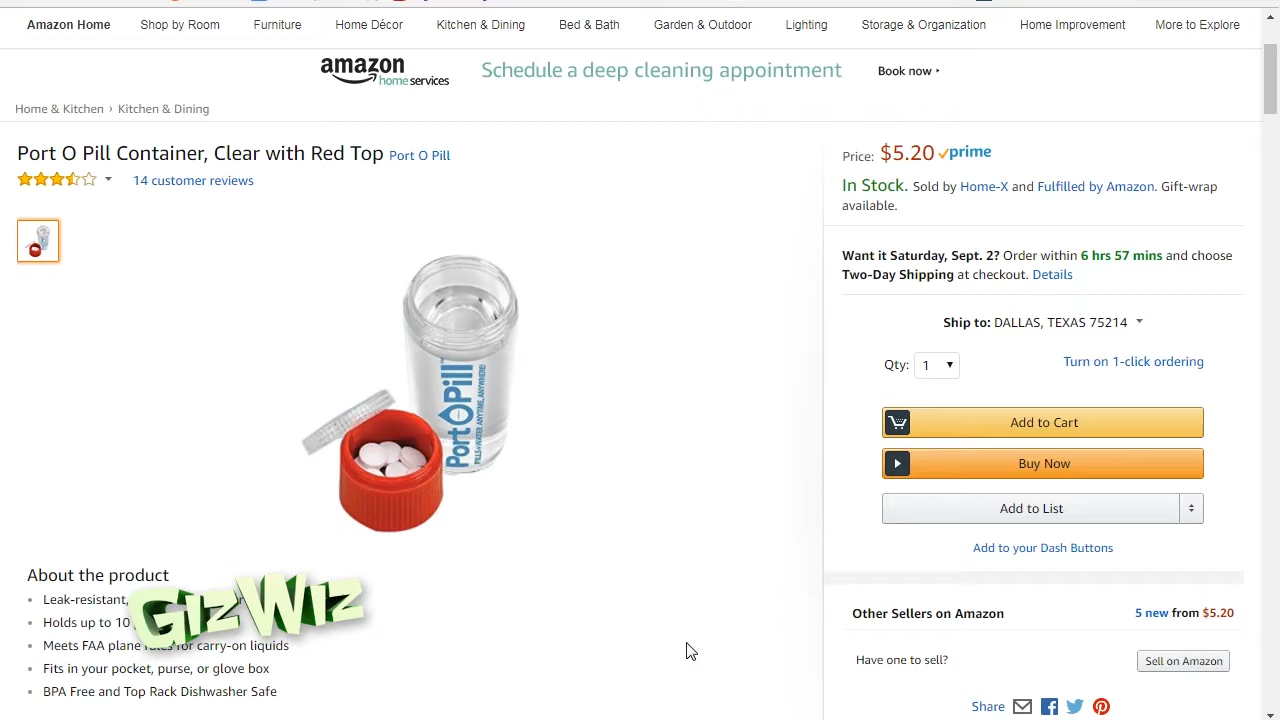 Amazon Home Shop by Room Furniture Home Décor Kitchen & Dining Bed & Bath Garden & Outdoor Lighting Storage & Organization Home Improvement More to Explore
amazon home services Schedule a deep cleaning appointment Book now
Home & Kitchen › Kitchen & Dining
Port O Pill Container, Clear with Red Top Port O Pill
14 customer reviews
Price: $5.20 prime
In Stock. Sold by Home-X and Fulfilled by Amazon. Gift-wrap
available.
Want it Saturday, Sept. 2? Order within 6 hrs 57 mins and choose
Two-Day Shipping at checkout. Details
Ship to: DALLAS, TEXAS 75214
Qty: 1 Turn on 1-click ordering
Add to Cart
Buy Now
Add to List
Add to your Dash Buttons
Other Sellers on Amazon 5 new from $5.20
Have one to sell? Sell on Amazon
Share
Port O Pill™
PILLS+WATER ANYTIME, ANYWHERE!
About the product
Leak-resistant,
Holds up to 10
Meets FAA plane rules for carry-on liquids
Fits in your pocket, purse, or glove box
BPA Free and Top Rack Dishwasher Safe
GIZWIZ